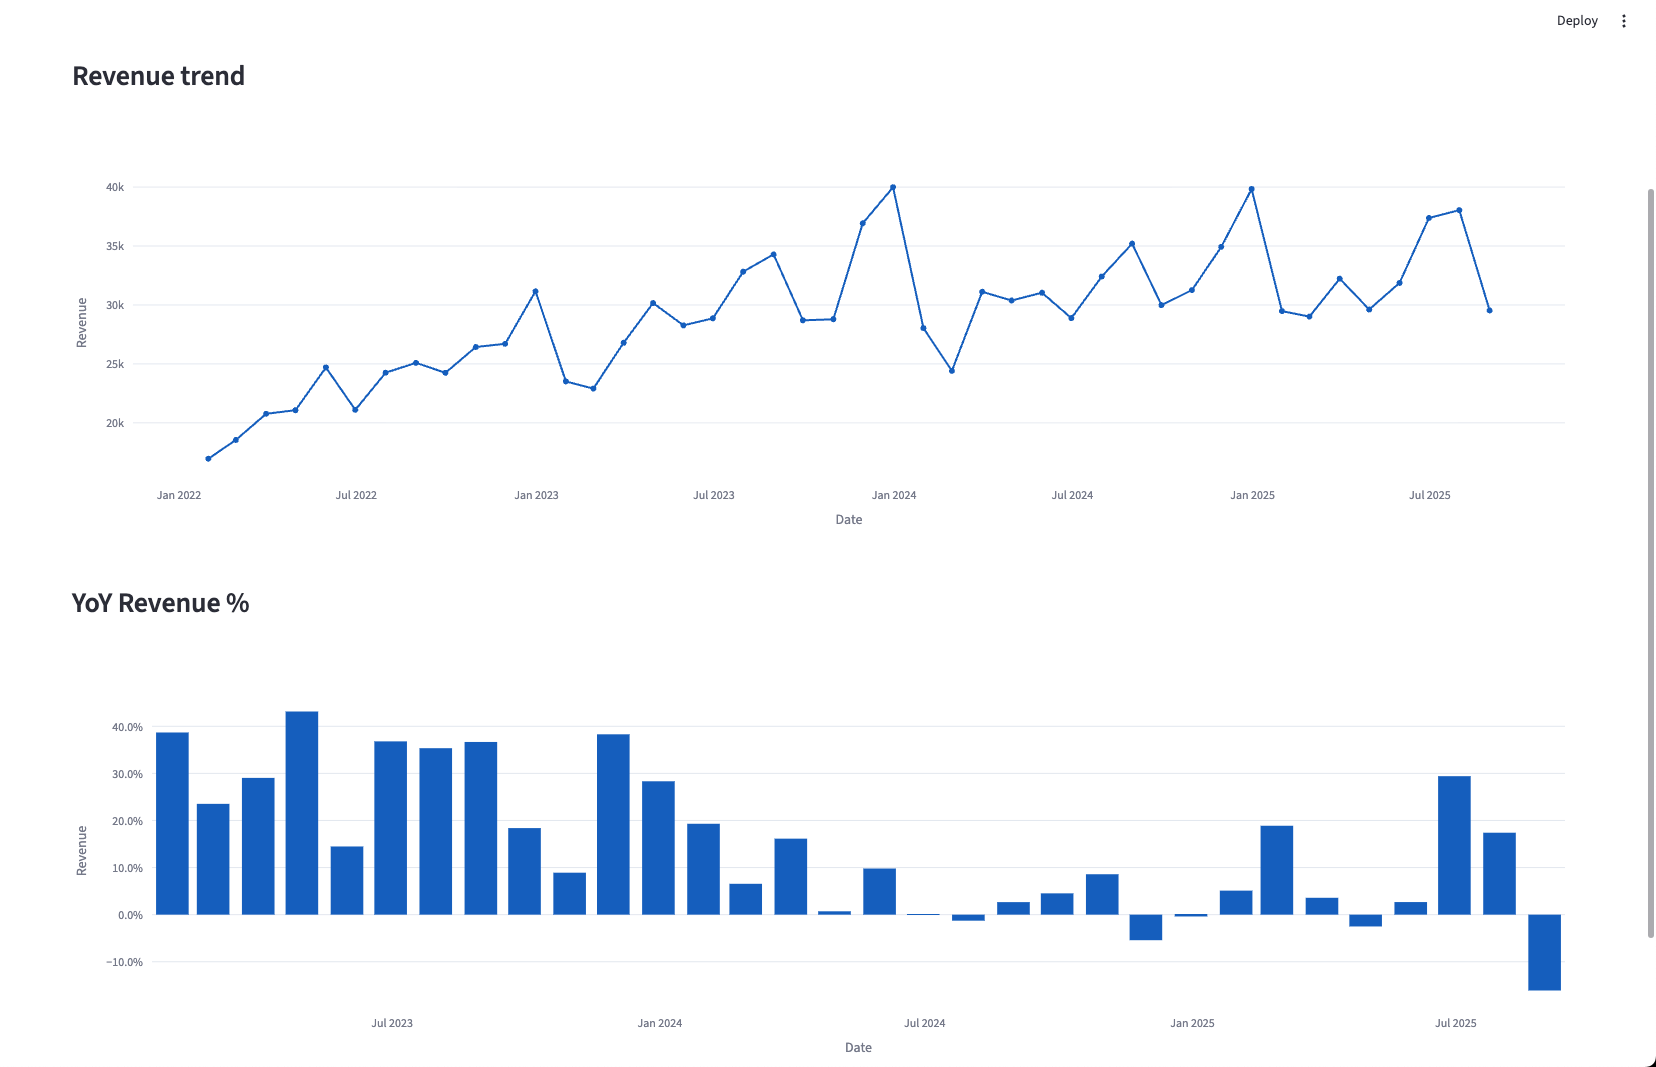 Deploy
Revenue trend
40k
35k
30k
25k
20k
Revenue
Jan 2022 Jul 2022 Jan 2023 Jul 2023 Jan 2024 Jul 2024 Jan 2025 Jul 2025
Date
YoY Revenue %
40.0%
30.0%
20.0%
10.0%
0.0%
−10.0%
Revenue
Jul 2023 Jan 2024 Jul 2024 Jan 2025 Jul 2025
Date